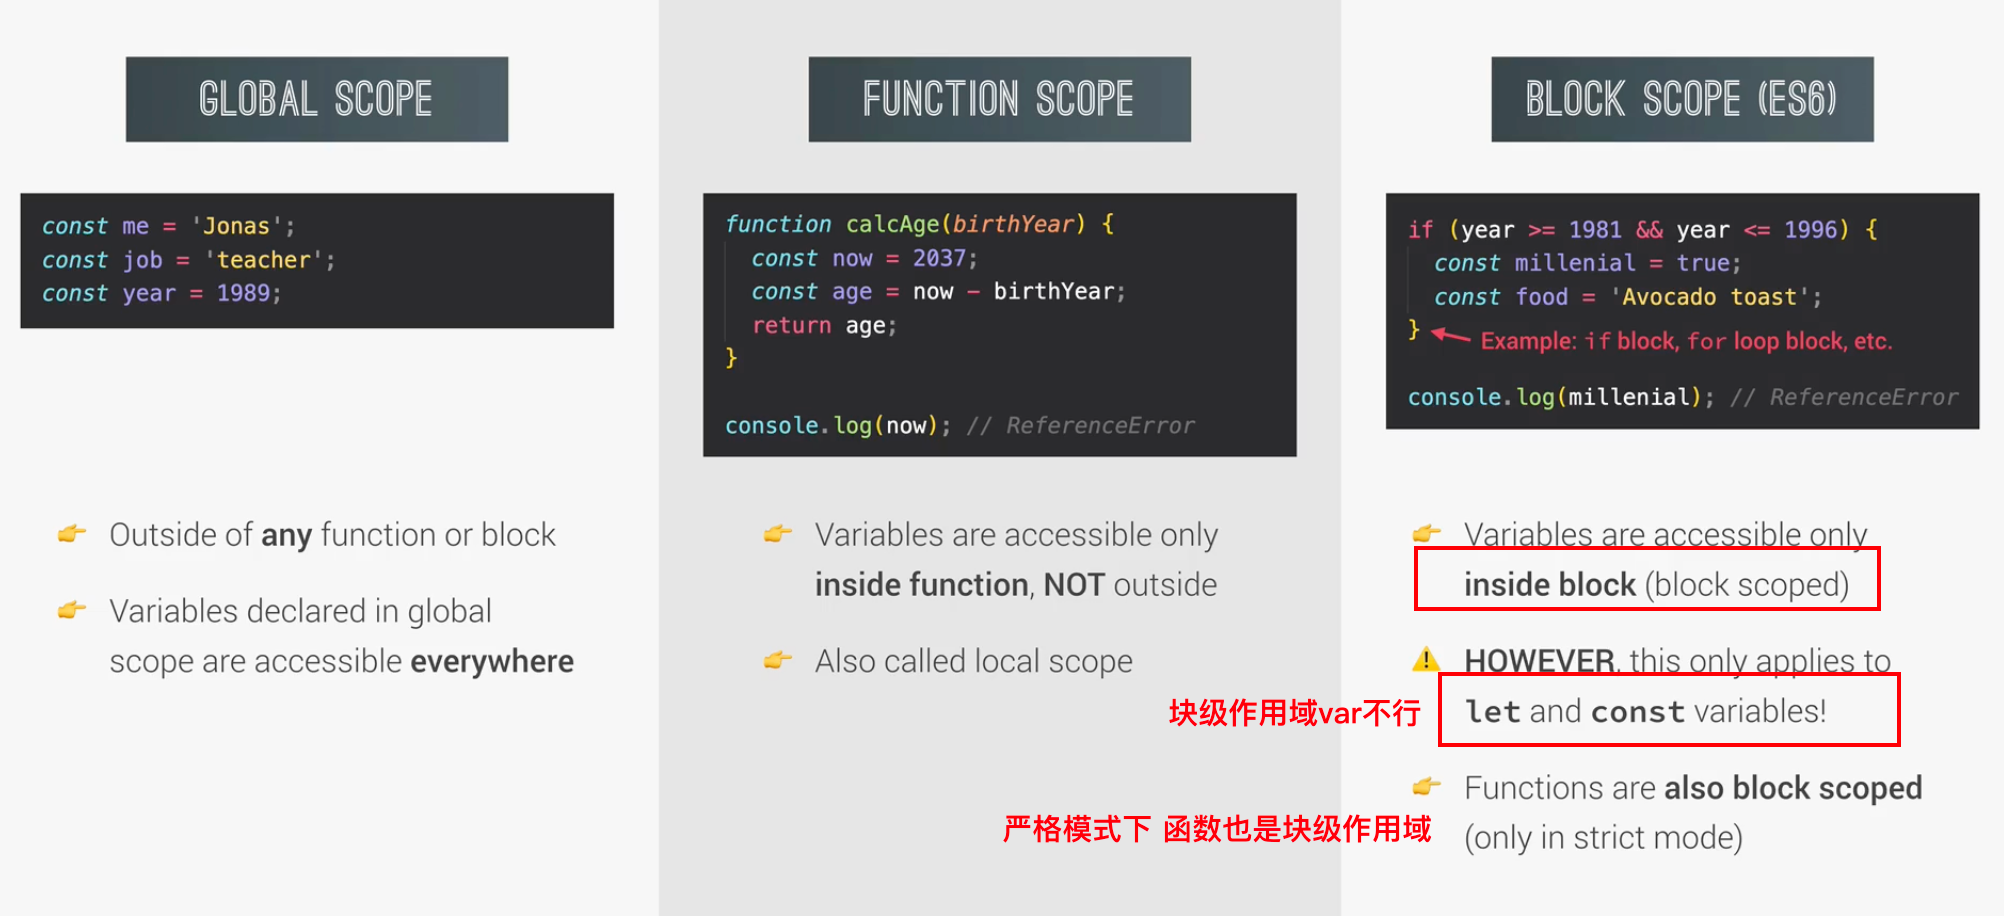 GLOBAL SCOPE
const me = 'Jonas';
const job = 'teacher';
const year = 1989;
Outside of any function or block
Variables declared in global
scope are accessible everywhere
FUNCTION SCOPE
function calcAge(birthYear) {
const now = 2037;
const age = now - birthYear;
return age;
}
console.log(now); // ReferenceError
Variables are accessible only
inside function, NOT outside
Also called local scope
BLOCK SCOPE (ES6)
if (year >= 1981 && year <= 1996) {
const millenial = true;
const food = 'Avocado toast';
} Example: if block, for loop block, etc.
console.log(millenial); // ReferenceError
Variables are accessible only
inside block (block scoped)
HOWEVER, this only applies to
块级作用域var不行 let and const variables!
Functions are also block scoped
严格模式下 函数也是块级作用域
(only in strict mode)